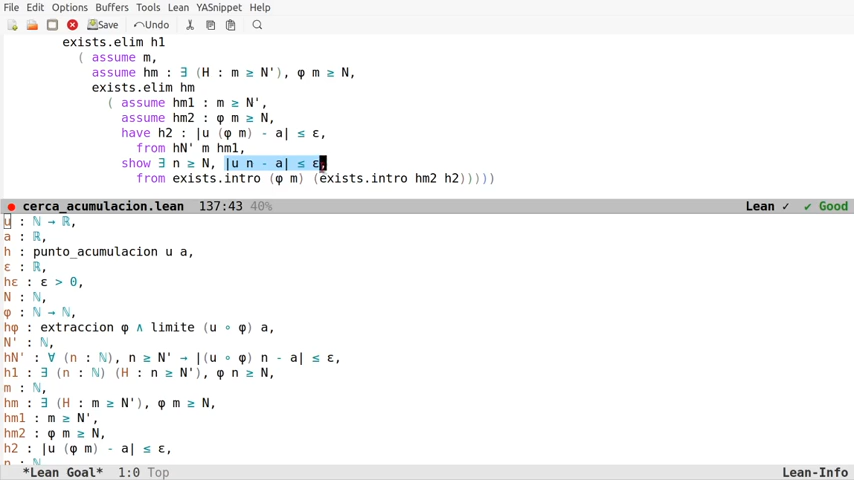 File Edit Options Buffers Tools Lean YASnippet Help
Save Undo
exists.elim h1
( assume m,
assume hm : ∃ (H : m ≥ N'), φ m ≥ N,
exists.elim hm
( assume hm1 : m ≥ N',
assume hm2 : φ m ≥ N,
have h2 : |u (φ m) - a| ≤ ε,
from hN' m hm1,
show ∃ n ≥ N, |u n - a| ≤ ε,
from exists.intro (φ m) (exists.intro hm2 h2)))))
cerca_acumulacion.lean 137:43 40% Lean ✓ ✓ Good
u : ℕ → ℝ,
a : ℝ,
h : punto_acumulacion u a,
ε : ℝ,
hε : ε > 0,
N : ℕ,
φ : ℕ → ℕ,
hφ : extraccion φ ∧ limite (u ∘ φ) a,
N' : ℕ,
hN' : ∀ (n : ℕ), n ≥ N' → |(u ∘ φ) n - a| ≤ ε,
h1 : ∃ (n : ℕ) (H : n ≥ N'), φ n ≥ N,
m : ℕ,
hm : ∃ (H : m ≥ N'), φ m ≥ N,
hm1 : m ≥ N',
hm2 : φ m ≥ N,
h2 : |u (φ m) - a| ≤ ε,
n : ℕ
*Lean Goal* 1:0 Top Lean-Info